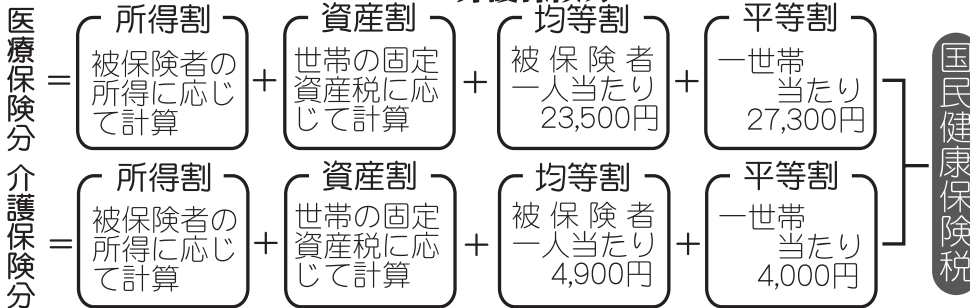 医療保険分
=
所得割
被保険者の
所得に応じ
て計算
+
資産割
世帯の固定
資産税に応
じて計算
+
均等割
被保険者
一人当たり
23,500円
+
平等割
一世帯
当たり
27,300円
介護保険分
=
所得割
被保険者の
所得に応じ
て計算
+
資産割
世帯の固定
資産税に応
じて計算
+
均等割
被保険者
一人当たり
4,900円
+
平等割
一世帯
当たり
4,000円
国民健康保険税